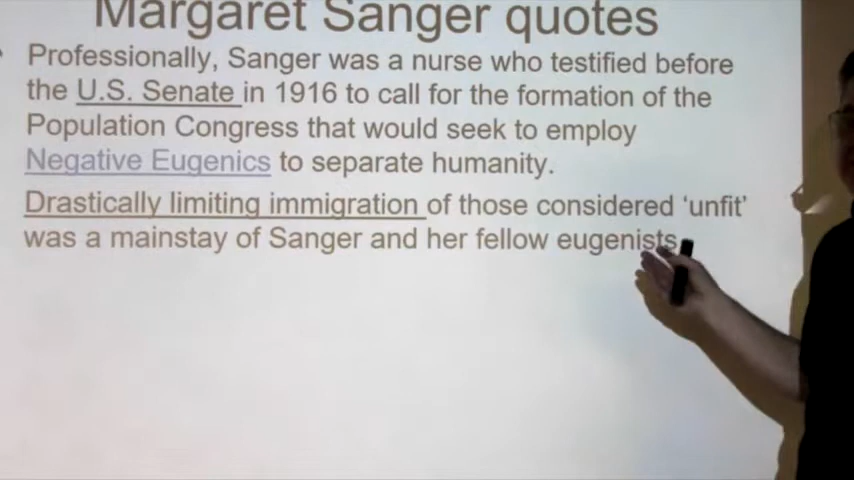 Margaret Sanger quotes
Professionally, Sanger was a nurse who testified before
the U.S. Senate in 1916 to call for the formation of the
Population Congress that would seek to employ
Negative Eugenics to separate humanity.
Drastically limiting immigration of those considered ‘unfit’
was a mainstay of Sanger and her fellow eugenists